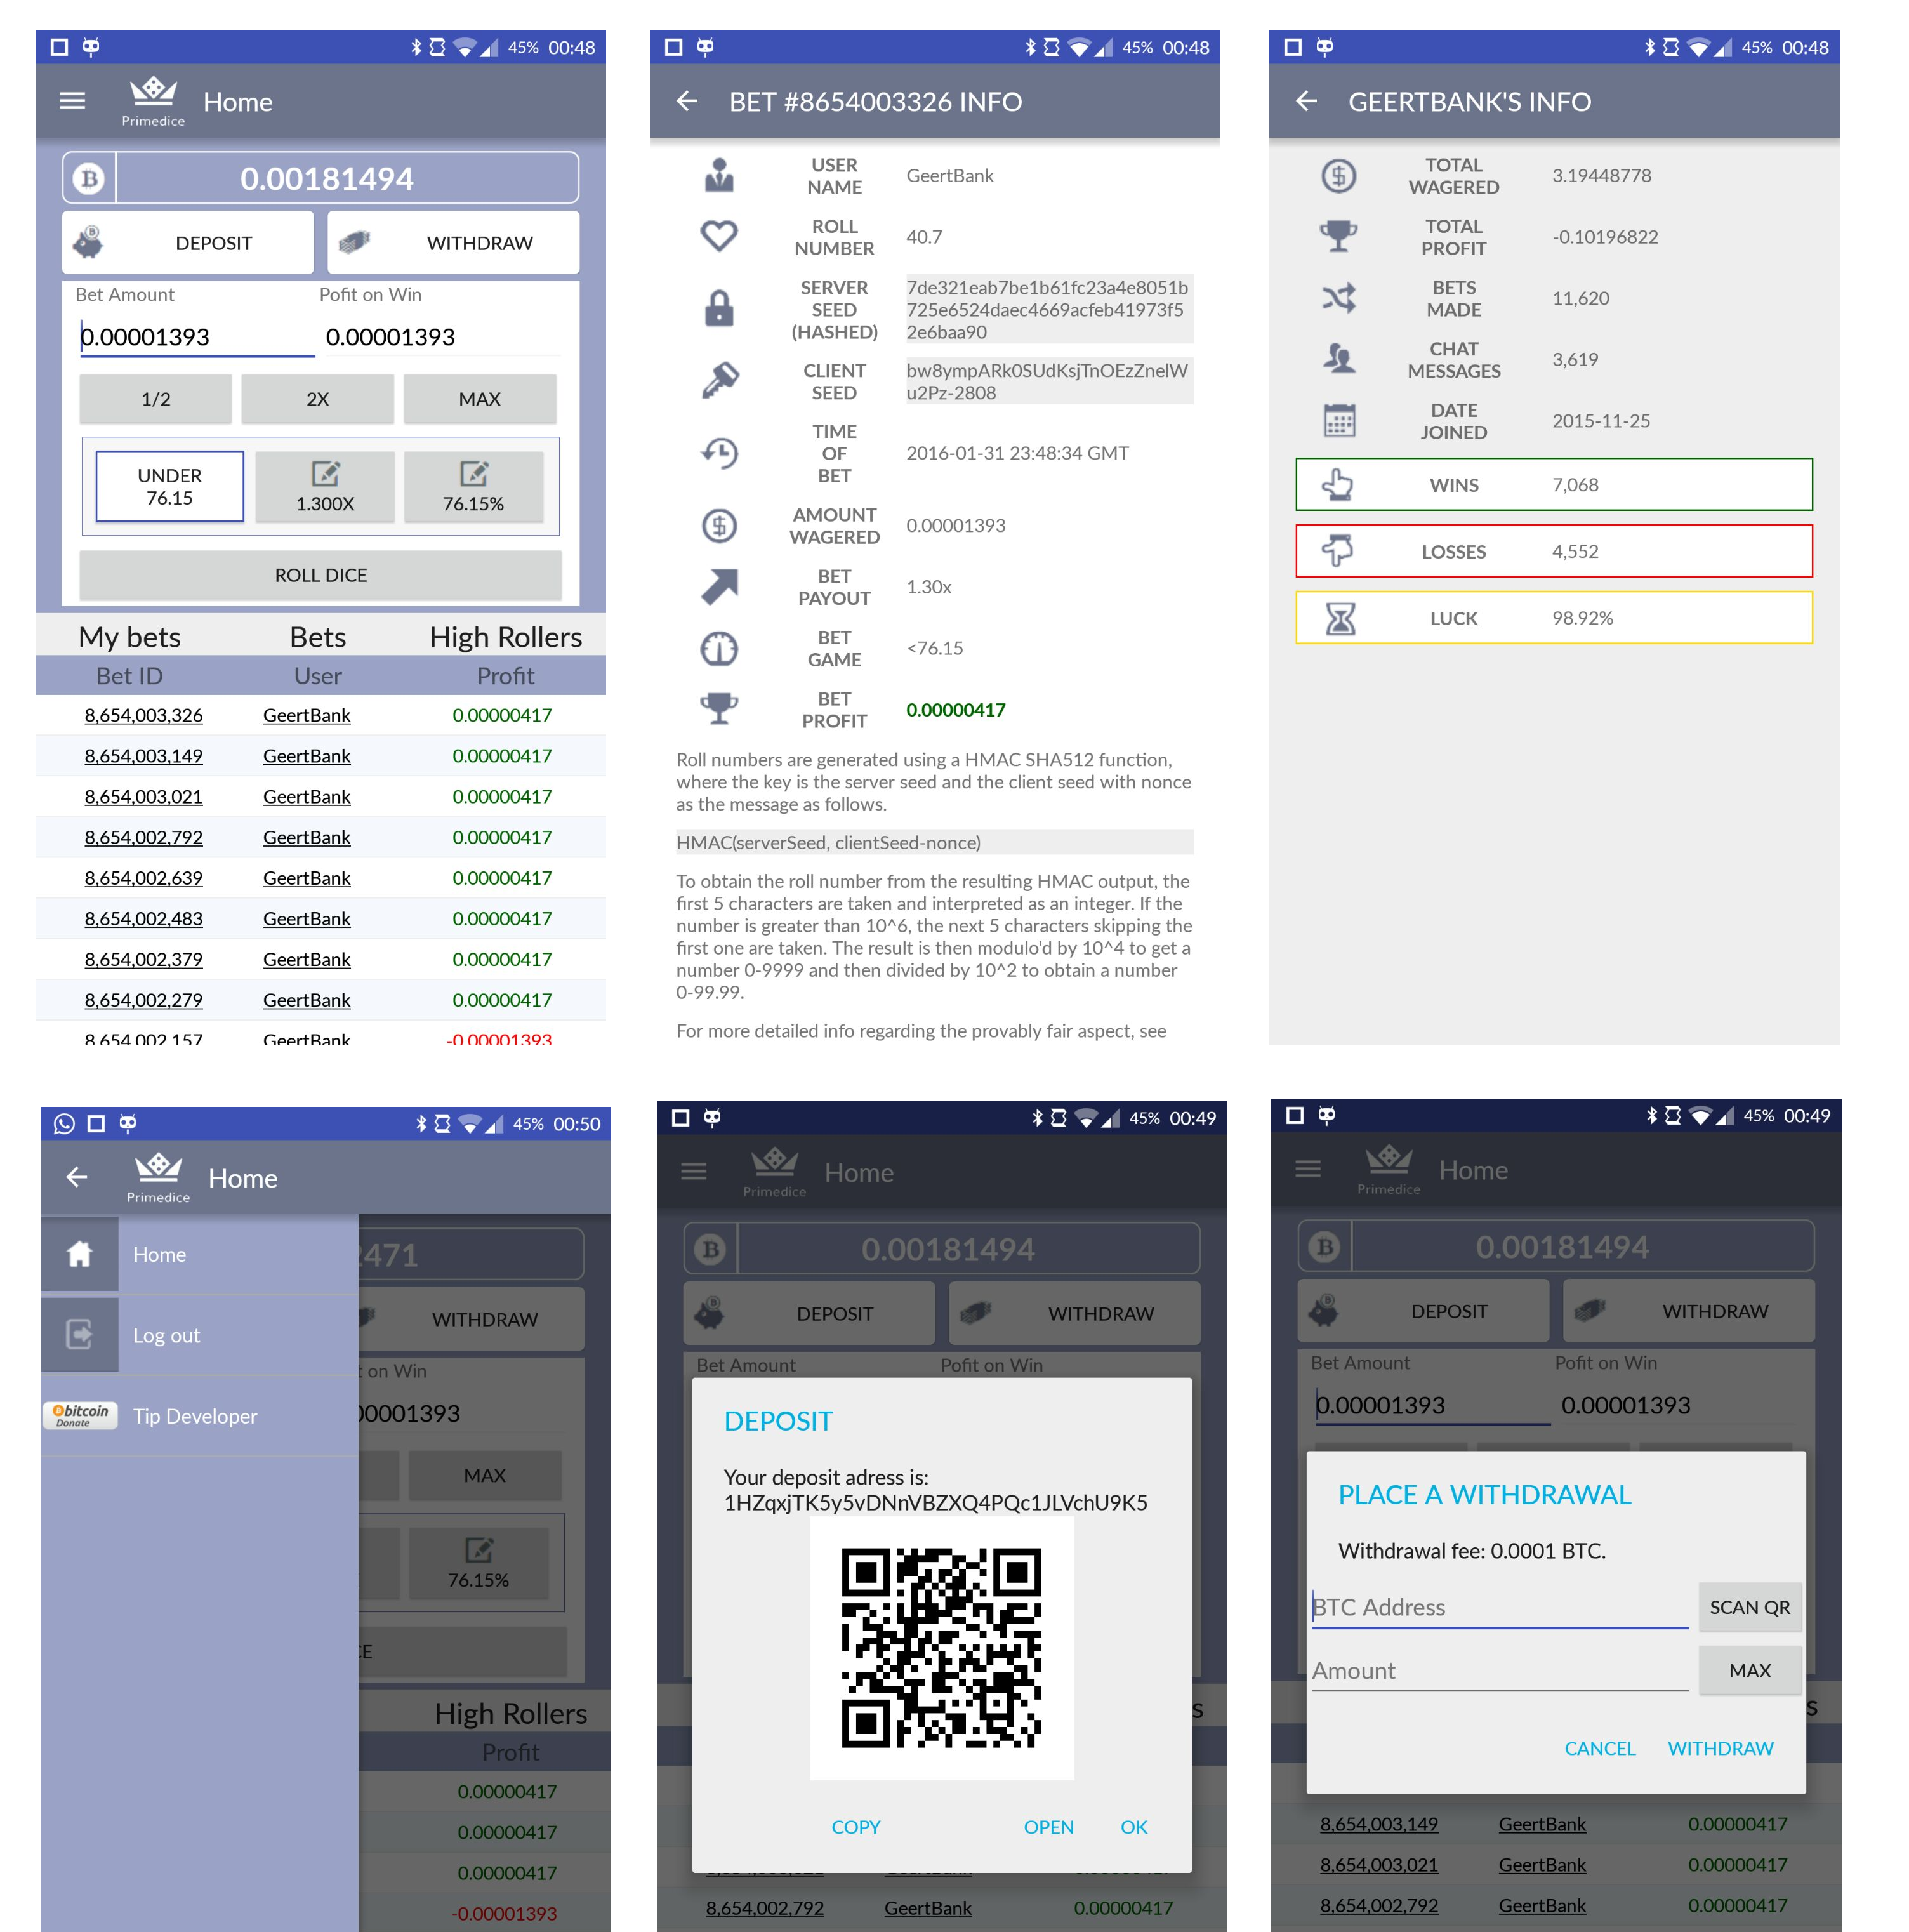 45% 00:48
Primedice
Home
0.00181494
DEPOSIT WITHDRAW
Bet Amount Pofit on Win
0.00001393 0.00001393
1/2 2X MAX
UNDER
76.15 1.300X 76.15%
ROLL DICE
My bets Bets High Rollers
Bet ID User Profit
8,654,003,326 GeertBank 0.00000417
8,654,003,149 GeertBank 0.00000417
8,654,003,021 GeertBank 0.00000417
8,654,002,792 GeertBank 0.00000417
8,654,002,639 GeertBank 0.00000417
8,654,002,483 GeertBank 0.00000417
8,654,002,379 GeertBank 0.00000417
8,654,002,279 GeertBank 0.00000417
8,654,002,157 GeertBank -0.00001393
45% 00:48
BET #8654003326 INFO
USER
NAME
GeertBank
ROLL
NUMBER
40.7
SERVER
SEED
(HASHED)
7de321eab7be1b61fc23a4e8051b
725e6524daec4669acfeb41973f5
2e6baa90
CLIENT
SEED
bw8ympARk0SUdKsjTnOEzZnelW
u2Pz-2808
TIME
OF
BET
2016-01-31 23:48:34 GMT
AMOUNT
WAGERED
0.00001393
BET
PAYOUT
1.30x
BET
GAME
<76.15
BET
PROFIT
0.00000417
Roll numbers are generated using a HMAC SHA512 function,
where the key is the server seed and the client seed with nonce
as the message as follows.
HMAC(serverSeed, clientSeed-nonce)
To obtain the roll number from the resulting HMAC output, the
first 5 characters are taken and interpreted as an integer. If the
number is greater than 10^6, the next 5 characters skipping the
first one are taken. The result is then modulo'd by 10^4 to get a
number 0-9999 and then divided by 10^2 to obtain a number
0-99.99.
For more detailed info regarding the provably fair aspect, see
45% 00:48
GEERTBANK'S INFO
TOTAL
WAGERED
3.19448778
TOTAL
PROFIT
-0.10196822
BETS
MADE
11,620
CHAT
MESSAGES
3,619
DATE
JOINED
2015-11-25
WINS 7,068
LOSSES 4,552
LUCK 98.92%
45% 00:50
Primedice
Home
2471
Home
WITHDRAW
Log out
t on Win
00001393
bitcoin
Donate
Tip Developer
MAX
76.15%
CE
High Rollers
Profit
0.00000417
0.00000417
0.00000417
-0.00001393
45% 00:49
Primedice
Home
0.00181494
DEPOSIT WITHDRAW
Bet Amount Pofit on Win
DEPOSIT
Your deposit adress is:
1HZqxjTK5y5vDNnVBZXQ4PQc1JLVchU9K5
COPY OPEN OK
s
8,654,002,792 GeertBank 0.00000417
45% 00:49
Primedice
Home
0.00181494
DEPOSIT WITHDRAW
Bet Amount Pofit on Win
0.00001393 0.00001393
PLACE A WITHDRAWAL
Withdrawal fee: 0.0001 BTC.
BTC Address SCAN QR
Amount MAX
s
CANCEL WITHDRAW
8,654,003,149 GeertBank 0.00000417
8,654,003,021 GeertBank 0.00000417
8,654,002,792 GeertBank 0.00000417